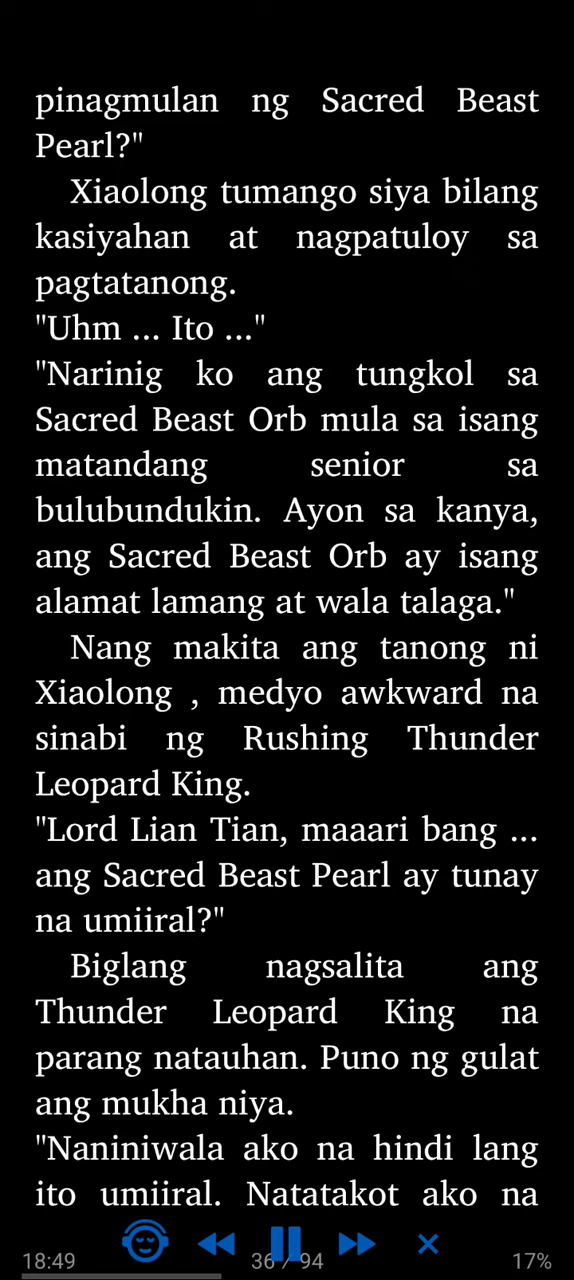 pinagmulan ng Sacred Beast
Pearl?"
Xiaolong tumango siya bilang
kasiyahan at nagpatuloy sa
pagtatanong.
"Uhm ... Ito ..."
"Narinig ko ang tungkol sa
Sacred Beast Orb mula sa isang
matandang senior sa
bulubundukin. Ayon sa kanya,
ang Sacred Beast Orb ay isang
alamat lamang at wala talaga."
Nang makita ang tanong ni
Xiaolong , medyo awkward na
sinabi ng Rushing Thunder
Leopard King.
"Lord Lian Tian, maaari bang ...
ang Sacred Beast Pearl ay tunay
na umiiral?"
Biglang nagsalita ang
Thunder Leopard King na
parang natauhan. Puno ng gulat
ang mukha niya.
"Naniniwala ako na hindi lang
ito umiiral. Natatakot ako na
18:49 36 / 94 17%